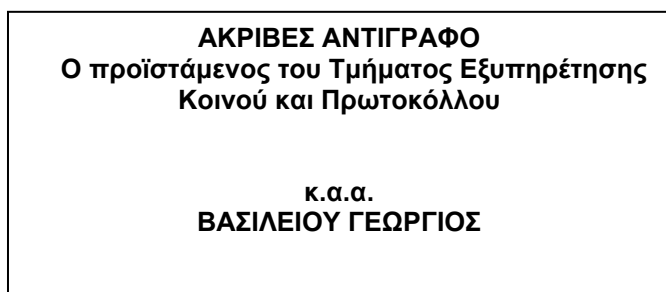 ΑΚΡΙΒΕΣ ΑΝΤΙΓΡΑΦΟ
Ο προϊστάμενος του Τμήματος Εξυπηρέτησης
Κοινού και Πρωτοκόλλου
κ.α.α.
ΒΑΣΙΛΕΙΟΥ ΓΕΩΡΓΙΟΣ